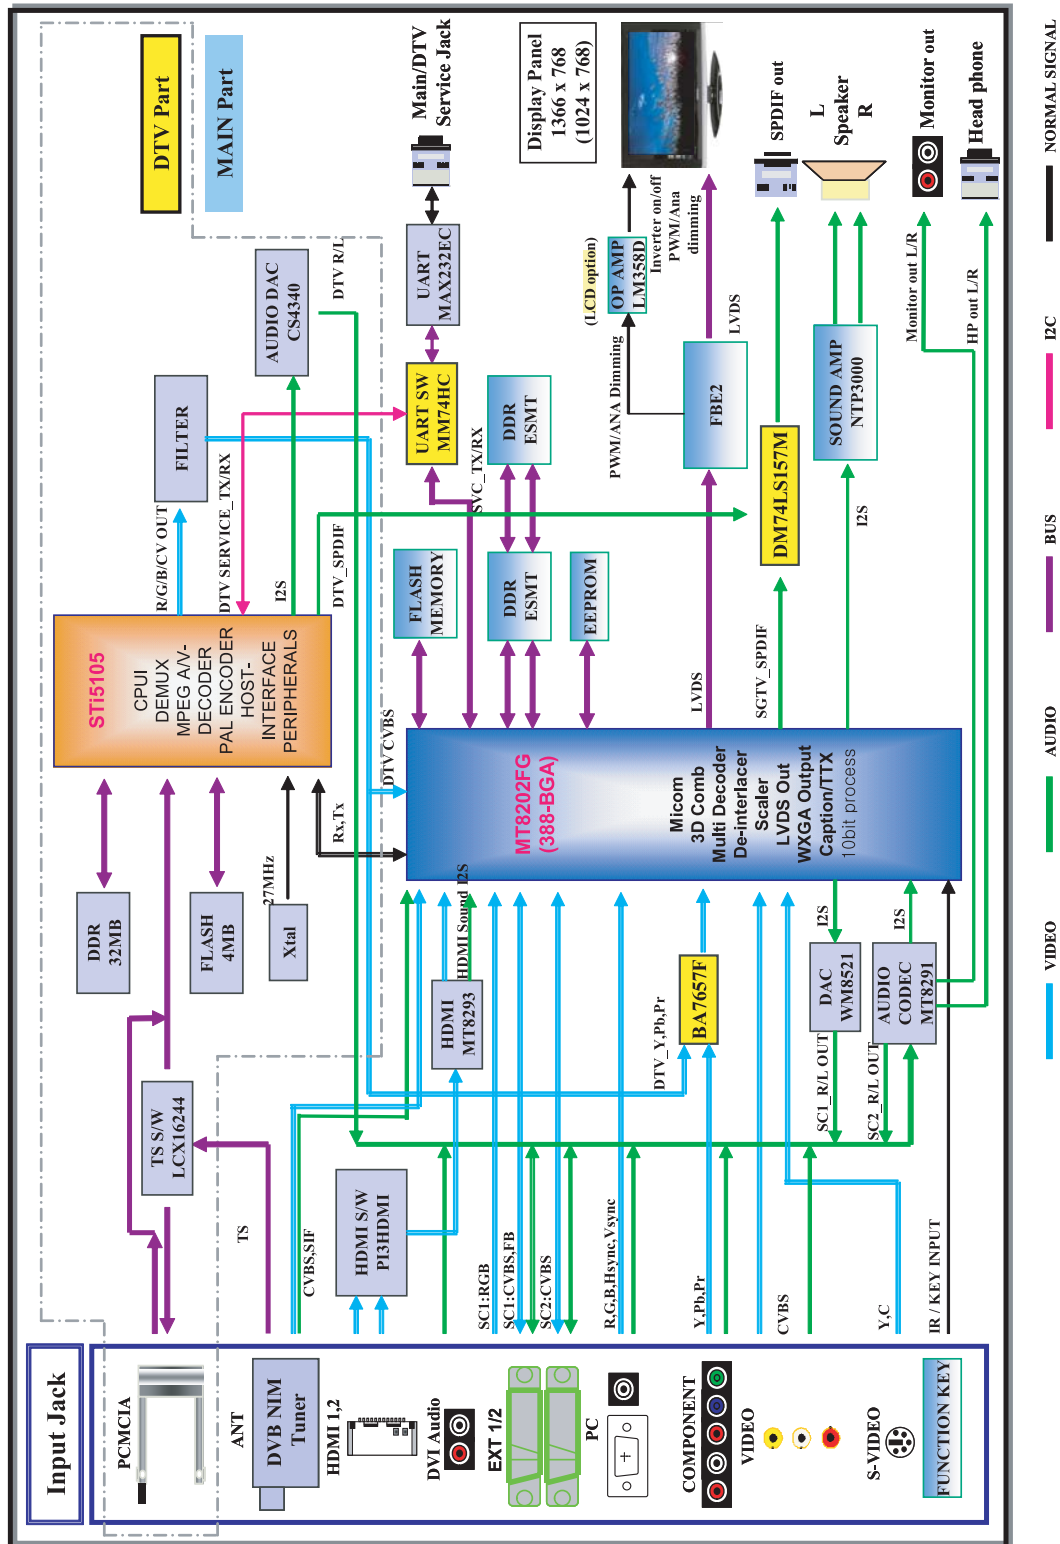 Input Jack
PCMCIA
ANT
DVB NIM
Tuner
HDMI 1,2
DVI Audio
EXT 1/2
PC
COMPONENT
VIDEO
S-VIDEO
FUNCTION KEY
TS
CVBS,SIF
SC1:RGB
SC1:CVBS,FB
SC2:CVBS
R,G,B,Hsync,Vsync
Y,Pb,Pr
CVBS
Y,C
IR / KEY INPUT
TS S/W
LCX16244
HDMI S/W
PI3HDMI
DDR
32MB
FLASH
4MB
Xtal
27MHz
HDMI
MT8293
HDMI Sound I2S
DTV_Y,Pb,Pr
BA7657F
DAC
WM8521
AUDIO
CODEC
MT8291
SC1_R/L OUT
SC2_R/L OUT
I2S
I2S
STi5105
CPUI
DEMUX
MPEG A/V-
DECODER
PAL ENCODER
HOST-
INTERFACE
PERIPHERALS
Rx,Tx
DTV CVBS
MT8202FG
(388-BGA)
Micom
3D Comb
Multi Decoder
De-interlacer
Scaler
LVDS Out
WXGA Output
Caption/TTX
10bit process
R/G/B/CV OUT
DTV SERVICE_TX/RX
I2S
DTV_SPDIF
FILTER
AUDIO DAC
CS4340
DTV R/L
FLASH
MEMORY
DDR
ESMT
DDR
ESMT
EEPROM
SVC_TX/RX
UART SW
MM74HC
UART
MAX232EC
Main/DTV
Service Jack
LVDS
SGTV_SPDIF
I2S
FBE2
PWM/ANA Dimming
LVDS
(LCD option)
OP AMP
LM358D
Inverter on/off
PWM/Ana
dimming
DM74LS157M
SOUND AMP
NTP3000
Monitor out L/R
HP out L/R
DTV Part
MAIN Part
Display Panel
1366 x 768
(1024 x 768)
SPDIF out
L
Speaker
R
Monitor out
Head phone
VIDEO
AUDIO
BUS
I2C
NORMAL SIGNAL